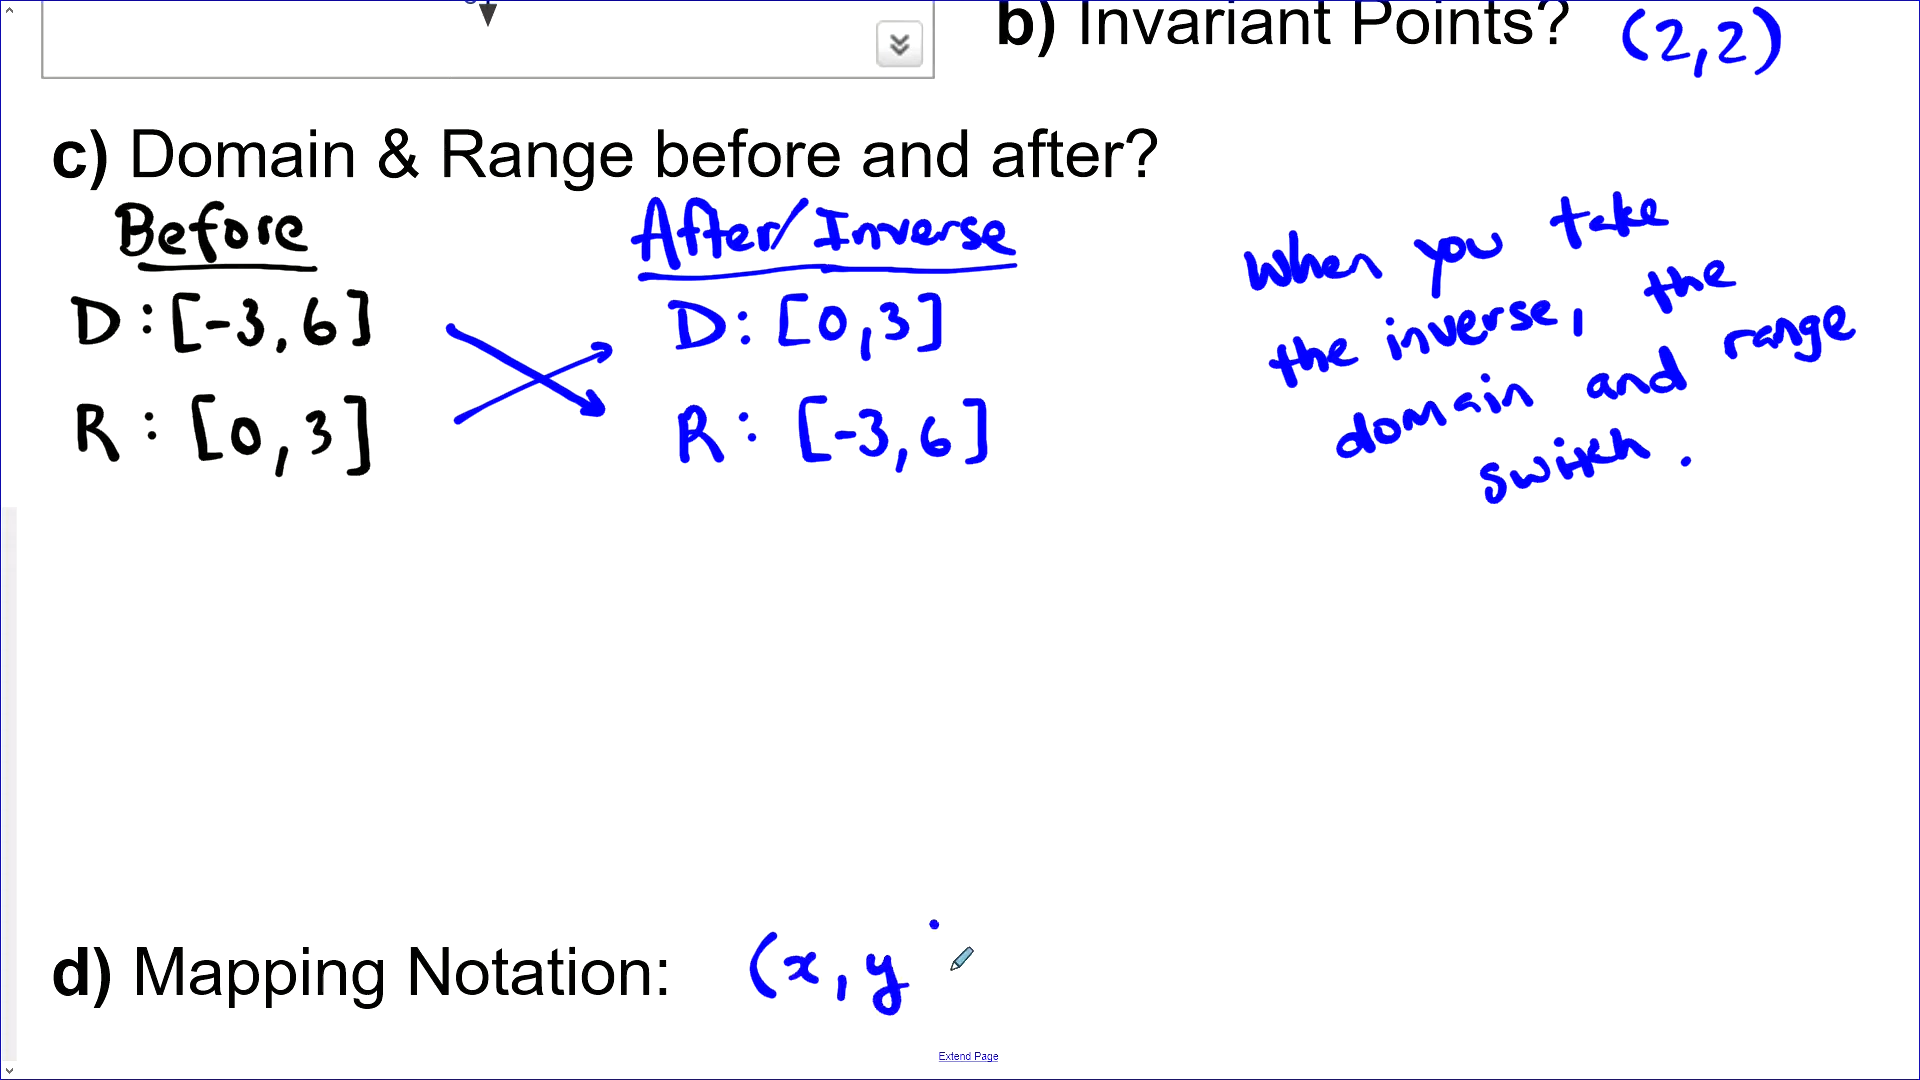 b) Invariant Points? (2,2)
c) Domain & Range before and after?
Before
D:[-3,6]
R:[0,3]
After/Inverse
D:[0,3]
R:[-3,6]
When you take
the inverse, the
domain and range
switch.
d) Mapping Notation: (x,y
Extend Page